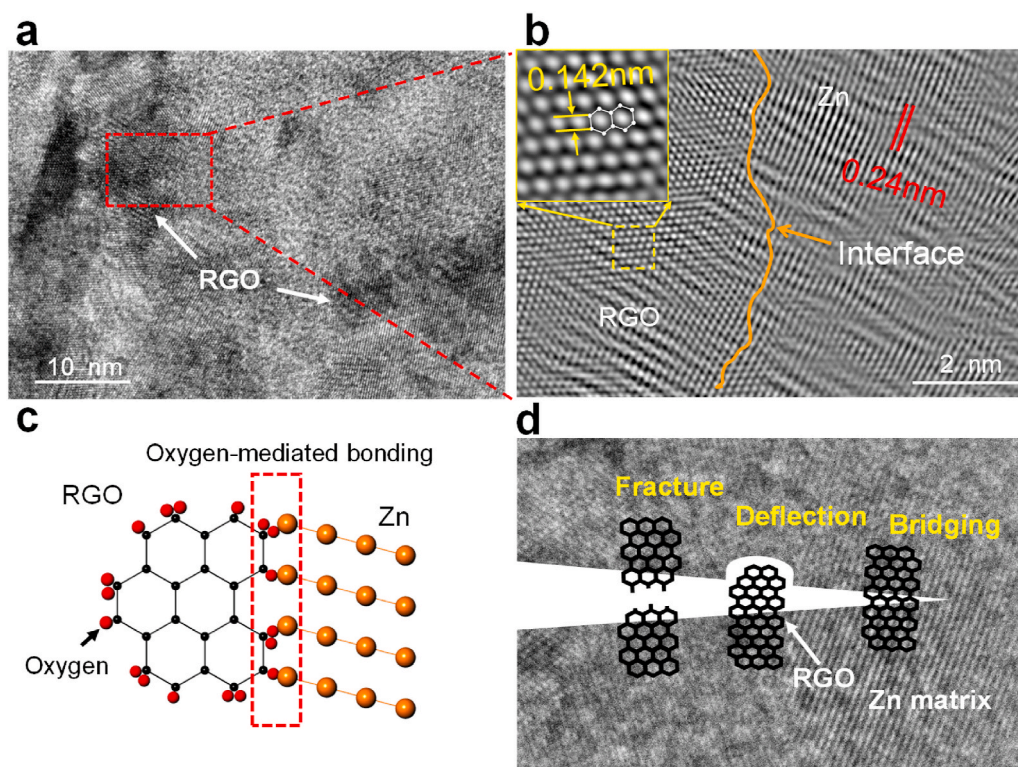 a
RGO
10 nm
b
0.142nm
Zn
0.24nm
Interface
RGO
2 nm
c
Oxygen-mediated bonding
RGO
Zn
Oxygen
d
Fracture
Deflection
Bridging
RGO
Zn matrix